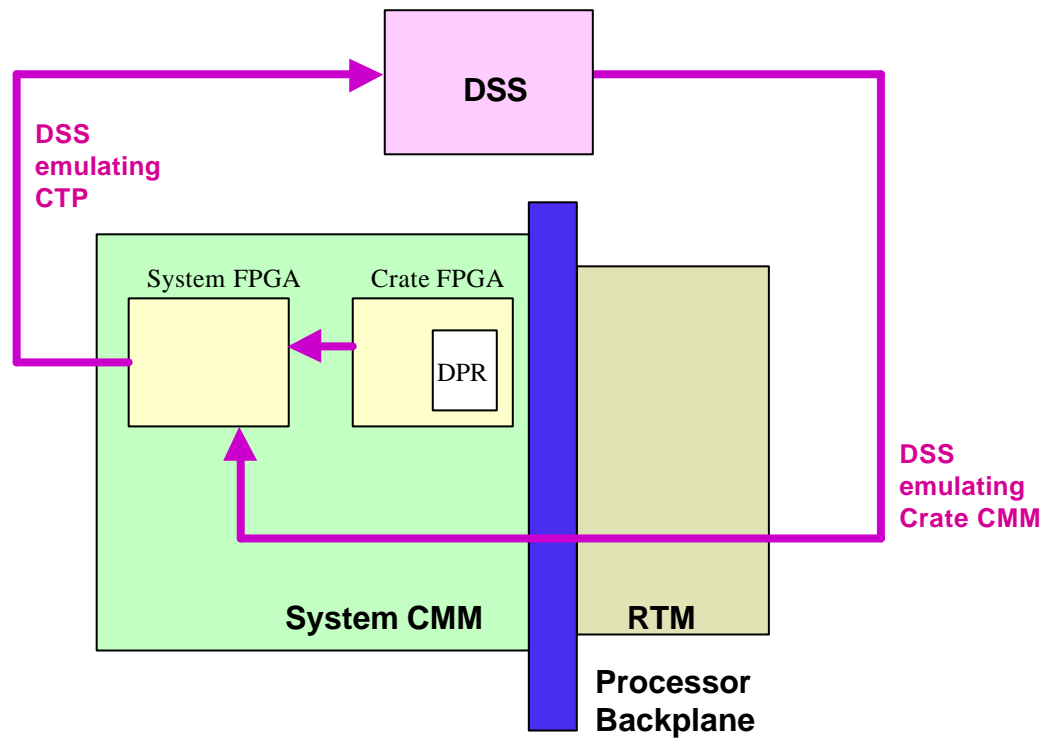 DSS
DSS
emulating
CTP
System FPGA
Crate FPGA
DPR
DSS
emulating
Crate CMM
System CMM
RTM
Processor
Backplane